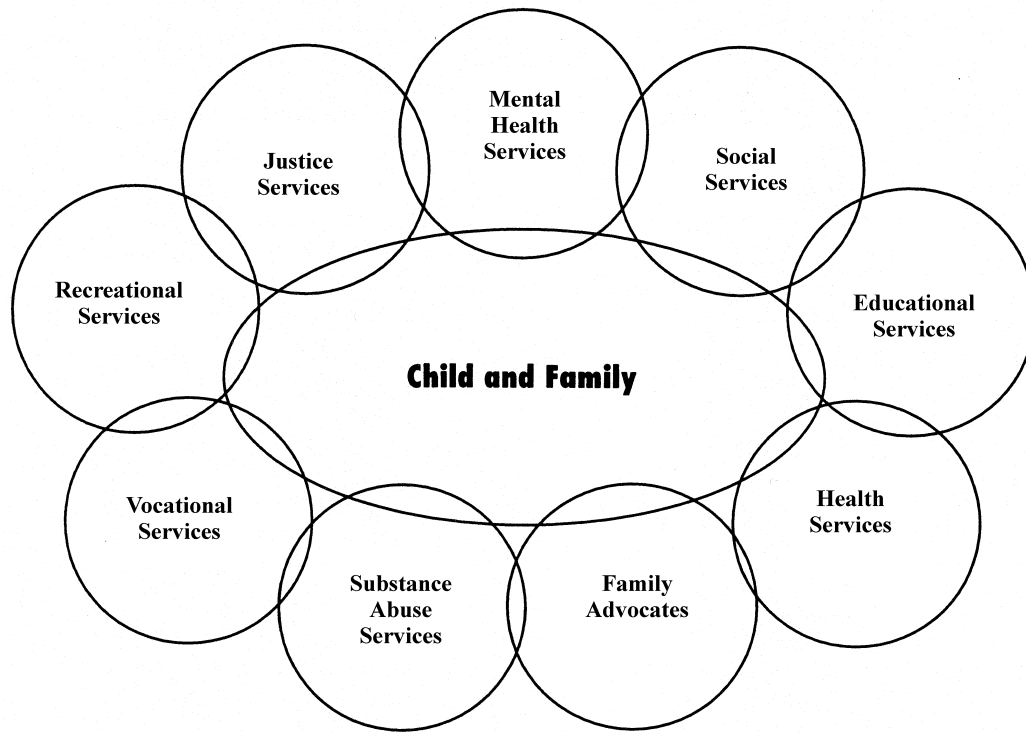 Mental
Health
Services
Justice
Services
Social
Services
Recreational
Services
Educational
Services
Child and Family
Vocational
Services
Health
Services
Substance
Abuse
Services
Family
Advocates